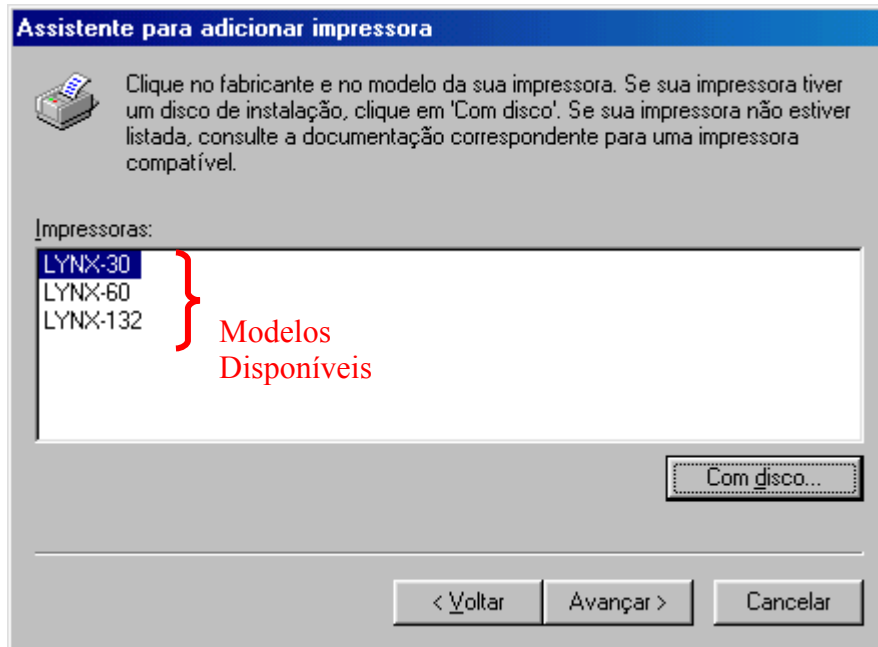 Assistente para adicionar impressora
Clique no fabricante e no modelo da sua impressora. Se sua impressora tiver
um disco de instalação, clique em 'Com disco'. Se sua impressora não estiver
listada, consulte a documentação correspondente para uma impressora
compatível.
Impressoras:
LYNX-30
LYNX-60
LYNX-132
Modelos
Disponíveis
Com disco...
< Voltar
Avançar >
Cancelar